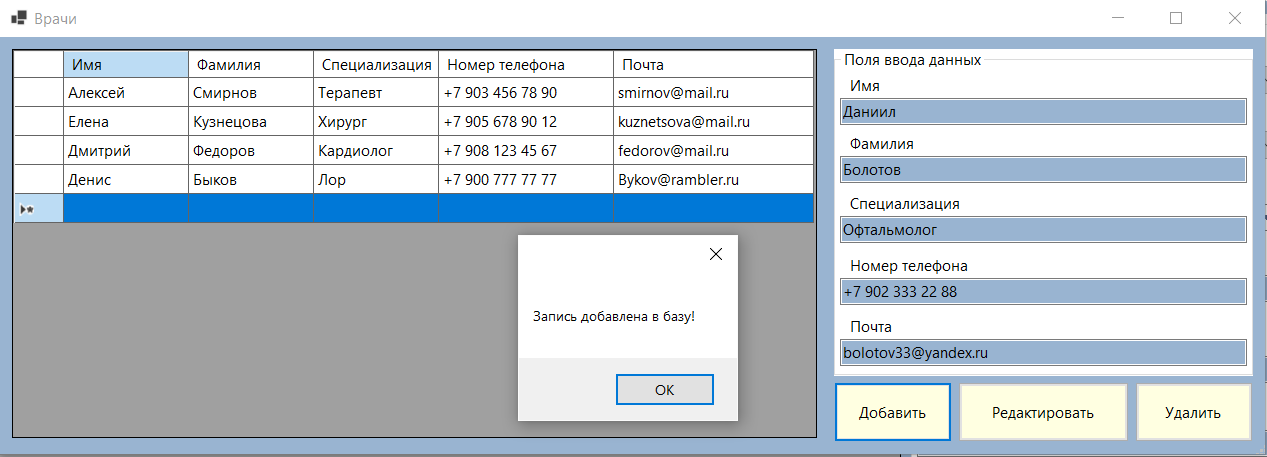 Врачи
Имя Фамилия Специализация Номер телефона Почта
Алексей Смирнов Терапевт +7 903 456 78 90 smirnov@mail.ru
Елена Кузнецова Хирург +7 905 678 90 12 kuznetsova@mail.ru
Дмитрий Федоров Кардиолог +7 908 123 45 67 fedorov@mail.ru
Денис Быков Лор +7 900 777 77 77 Bykov@rambler.ru
Запись добавлена в базу!
OK
Поля ввода данных
Имя
Даниил
Фамилия
Болотов
Специализация
Офтальмолог
Номер телефона
+7 902 333 22 88
Почта
bolotov33@yandex.ru
Добавить Редактировать Удалить